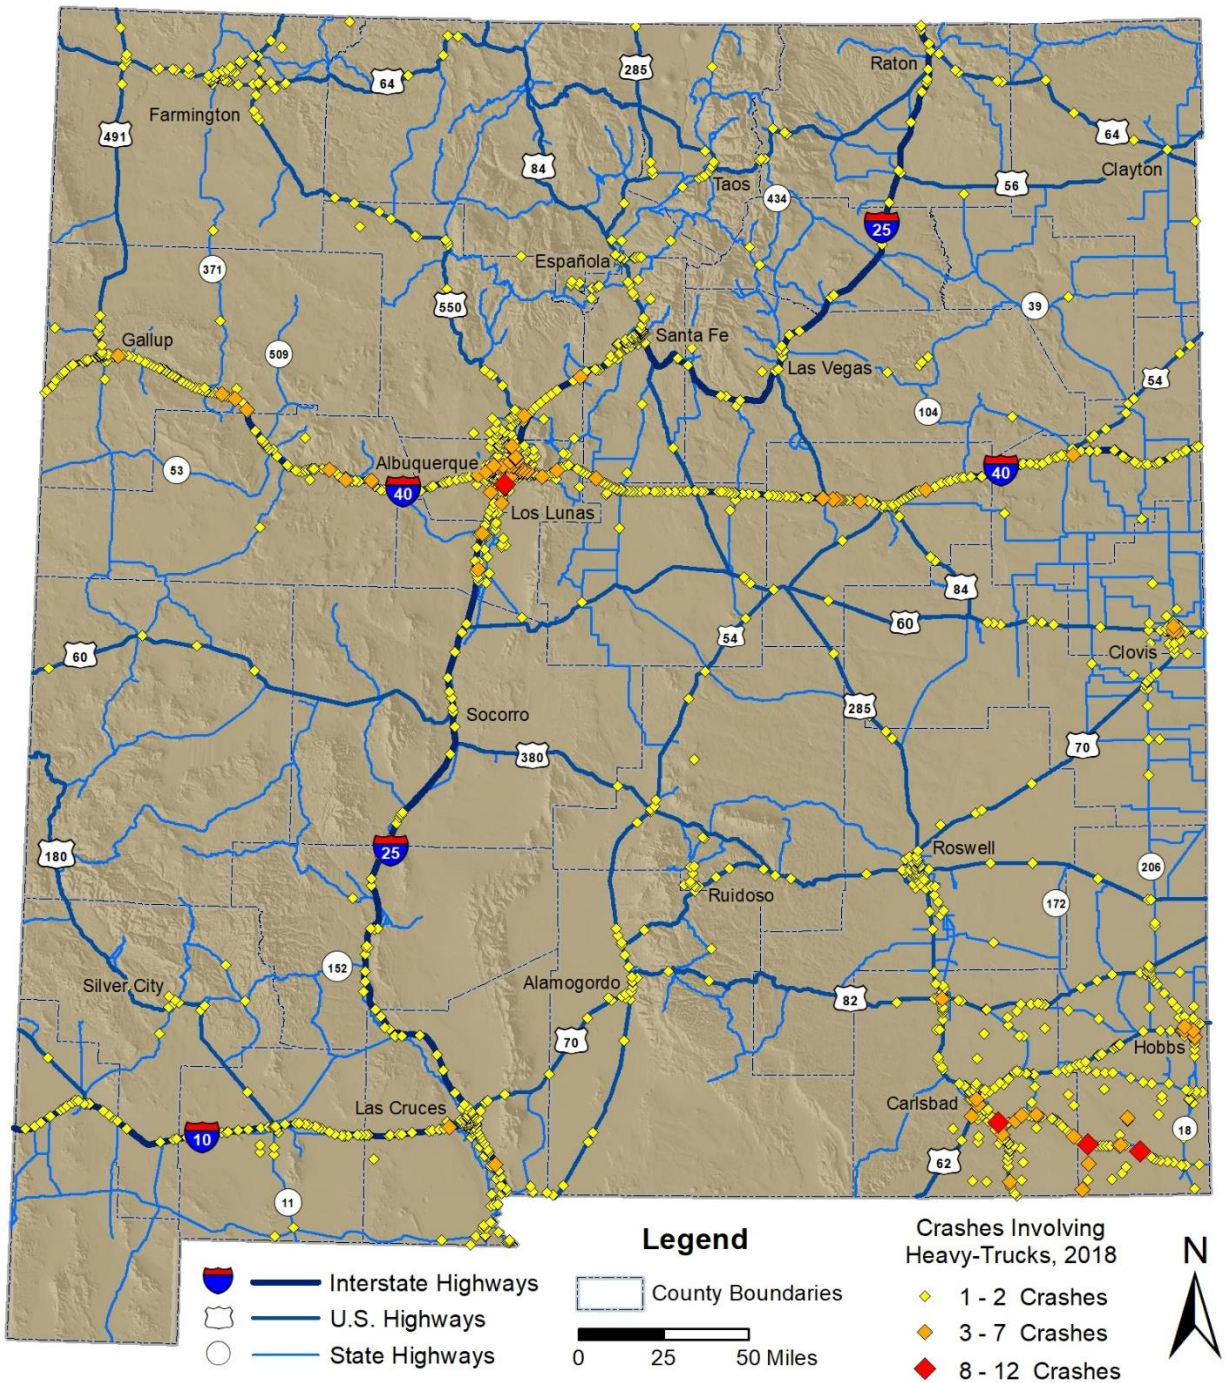 Raton
285
64
Farmington
491
64
84
Clayton
Taos
56
434
25
371
Española
550
39
Gallup
Santa Fe
509
Las Vegas
54
104
53
Albuquerque
40
40
Los Lunas
84
60
54
Clovis
60
285
Socorro
70
380
180
25
Roswell
206
Ruidoso
172
152
Silver City
Alamogordo
82
70
Hobbs
Las Cruces
Carlsbad
10
18
62
11
Legend
Interstate Highways
U.S. Highways
State Highways
County Boundaries
0 25 50 Miles
Crashes Involving
Heavy-Trucks, 2018
1 - 2 Crashes
3 - 7 Crashes
8 - 12 Crashes
N